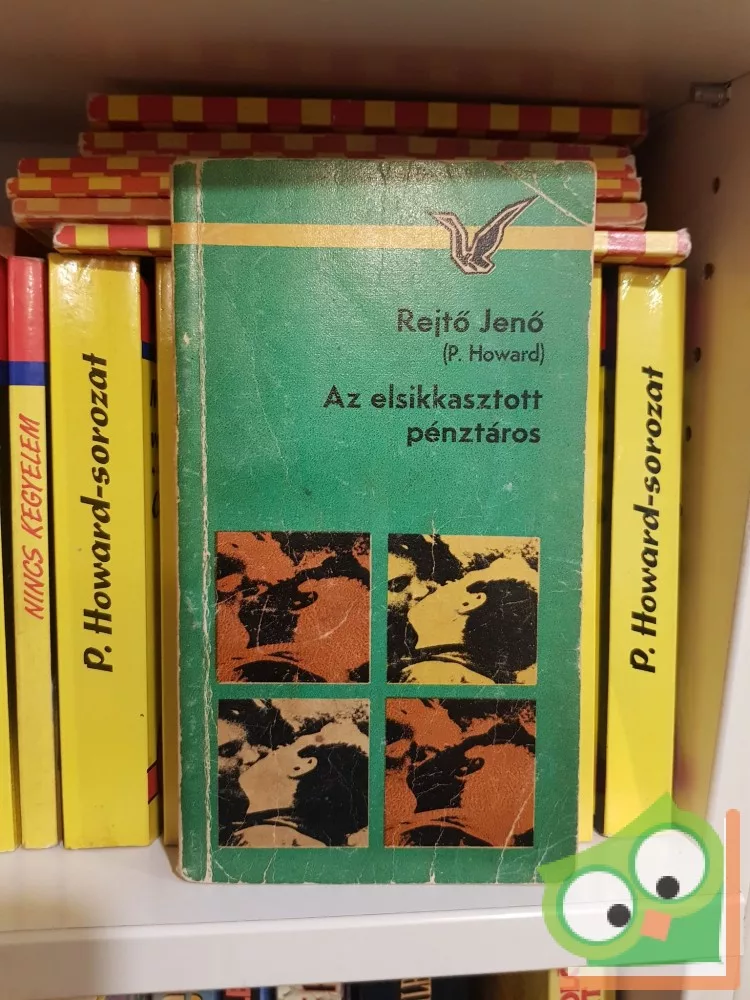 Rejtő Jenő
(P. Howard)
Az elsikkasztott
pénztáros
NINCS KEGYELEM
P. Howard-sorozat
P. Howard-sorozat